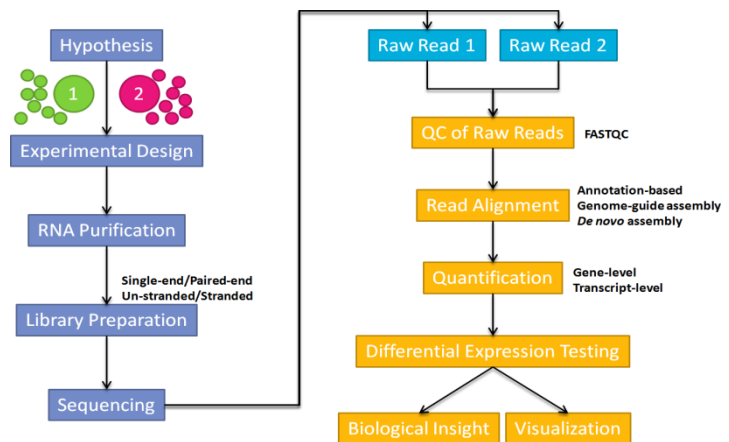 Hypothesis
1
2
Experimental Design
RNA Purification
Single-end/Paired-end
Un-stranded/Stranded
Library Preparation
Sequencing
Raw Read 1
Raw Read 2
QC of Raw Reads
FASTQC
Read Alignment
Annotation-based
Genome-guide assembly
De novo assembly
Quantification
Gene-level
Transcript-level
Differential Expression Testing
Biological Insight
Visualization